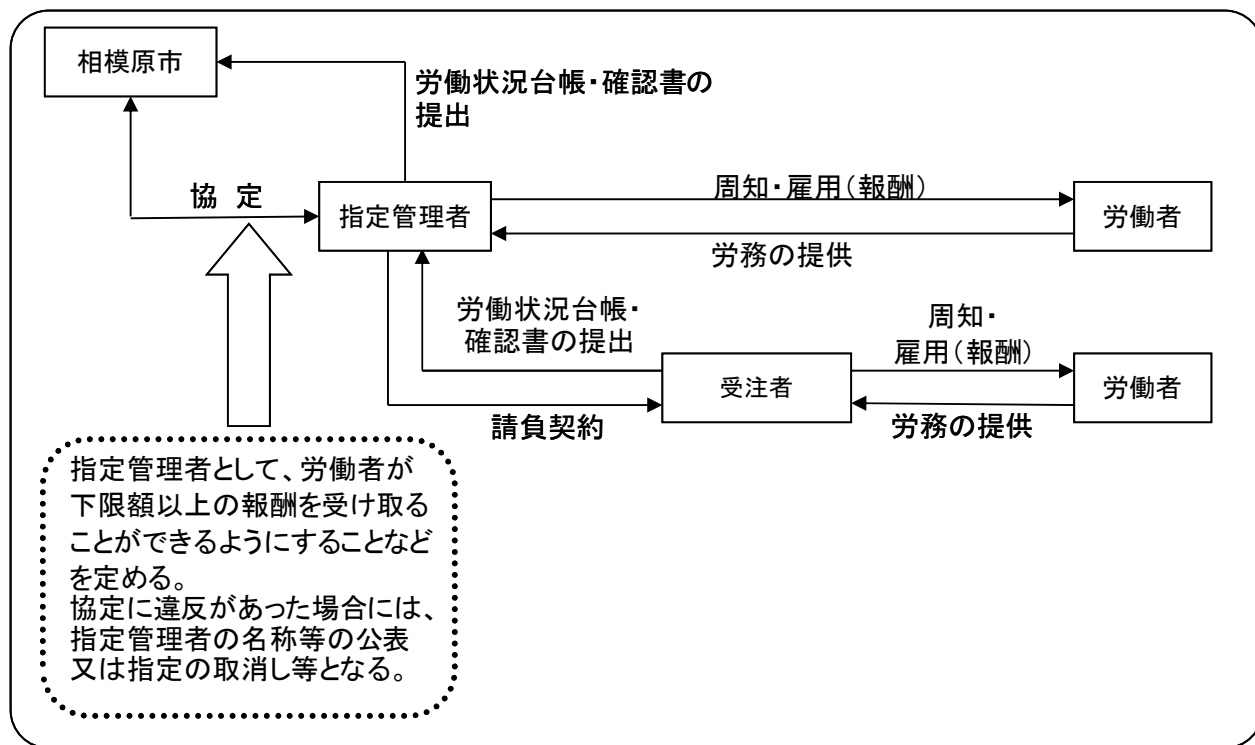 相模原市
労働状況台帳・確認書の
提出
協 定
指定管理者
周知・雇用(報酬)
労務の提供
労働者
労働状況台帳・
確認書の提出
周知・
雇用(報酬)
受注者
労働者
請負契約
労務の提供
指定管理者として、労働者が
下限額以上の報酬を受け取る
ことができるようにすることなど
を定める。
協定に違反があった場合には、
指定管理者の名称等の公表
又は指定の取消し等となる。